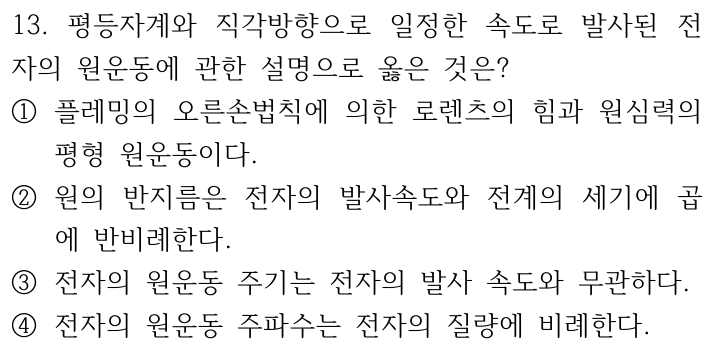 13. 평등자계와 직각방향으로 일정한 속도로 발사된 전
자의 원운동에 관한 설명으로 옳은 것은?
① 플레밍의 오른손법칙에 의한 로렌츠의 힘과 원심력의
평형 원운동이다.
② 원의 반지름은 전자의 발사속도와 전계의 세기에 곱
에 반비례한다.
③ 전자의 원운동 주기는 전자의 발사 속도와 무관하다.
④ 전자의 원운동 주파수는 전자의 질량에 비례한다.